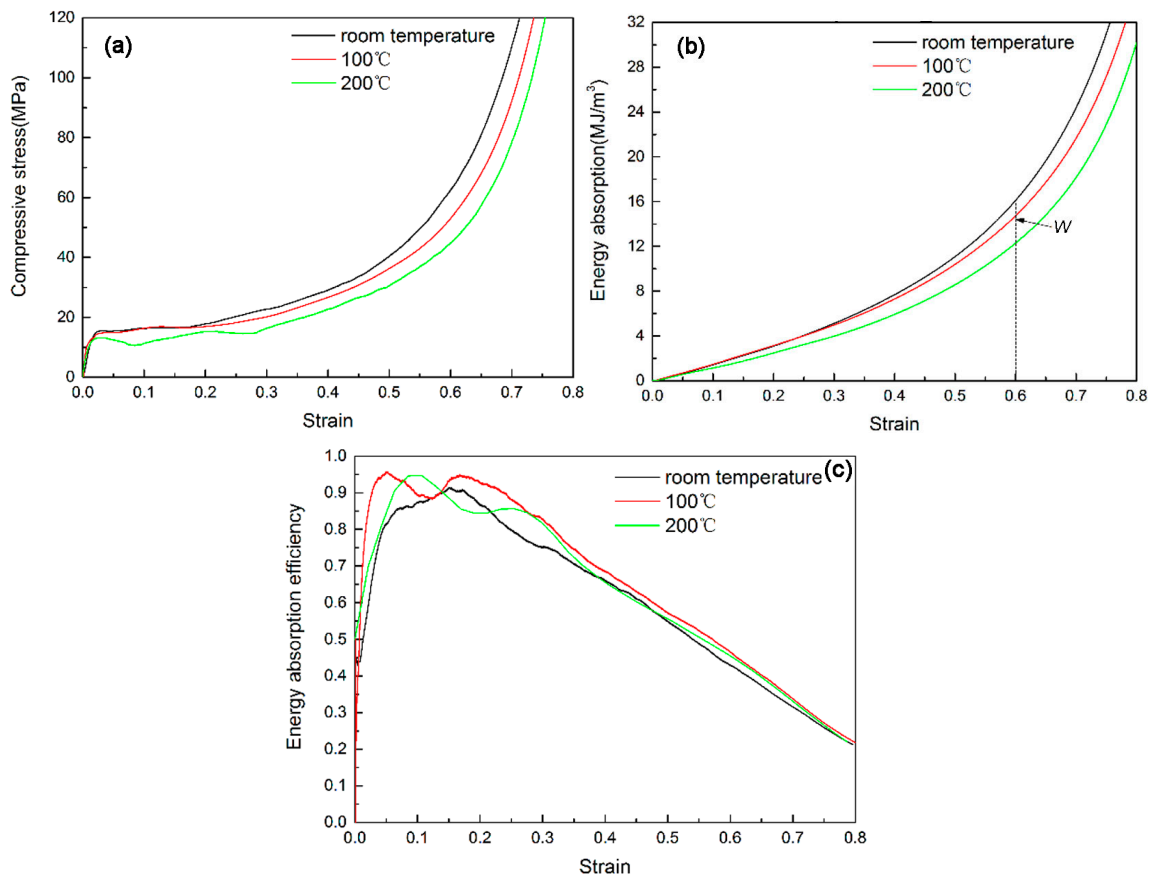 (a)
room temperature
100℃
200℃
Compressive stress(MPa)
120
100
80
60
40
20
0
0.0 0.1 0.2 0.3 0.4 0.5 0.6 0.7 0.8
Strain
(b)
room temperature
100℃
200℃
Energy absorption(MJ/m³)
32
28
24
20
16
12
8
4
0
W
0.0 0.1 0.2 0.3 0.4 0.5 0.6 0.7 0.8
Strain
(c)
room temperature
100℃
200℃
Energy absorption efficiency
1.0
0.9
0.8
0.7
0.6
0.5
0.4
0.3
0.2
0.1
0.0
0.0 0.1 0.2 0.3 0.4 0.5 0.6 0.7 0.8
Strain